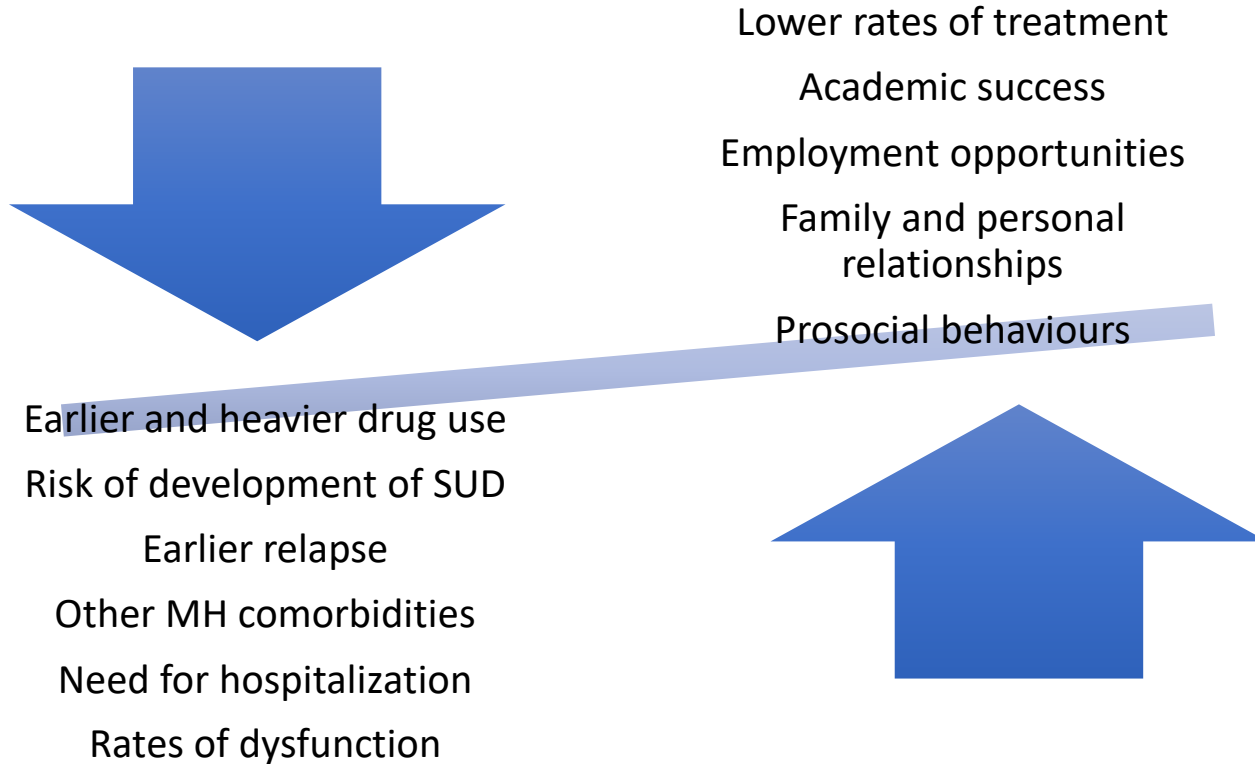 Lower rates of treatment
Academic success
Employment opportunities
Family and personal
relationships
Prosocial behaviours
Earlier and heavier drug use
Risk of development of SUD
Earlier relapse
Other MH comorbidities
Need for hospitalization
Rates of dysfunction